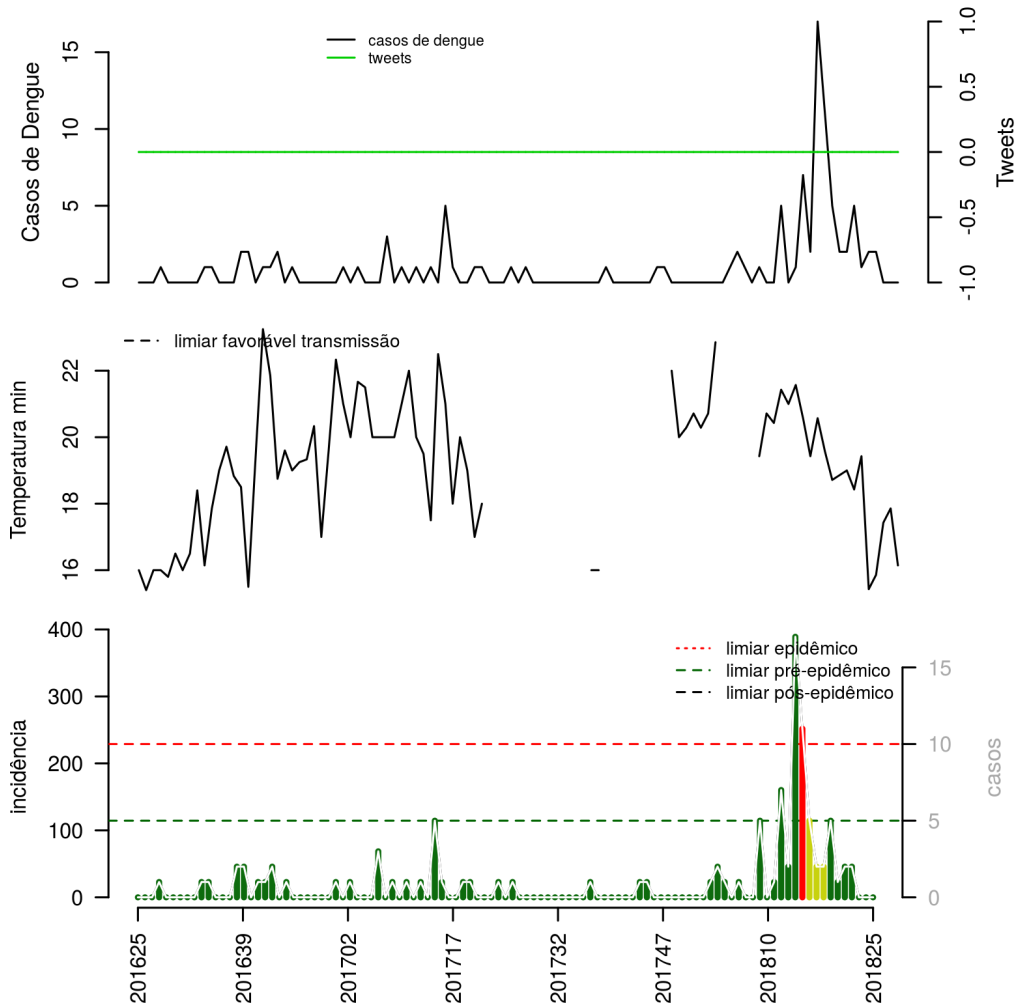 casos de dengue
tweets
Casos de Dengue
0
5
10
15
Tweets
-1.0
-0.5
0.0
0.5
1.0
limiar favorável transmissão
Temperatura min
16
18
20
22
limiar epidêmico
limiar pré-epidêmico
limiar pós-epidêmico
incidência
0
100
200
300
400
casos
0
5
10
15
201625
201639
201702
201717
201732
201747
201810
201825